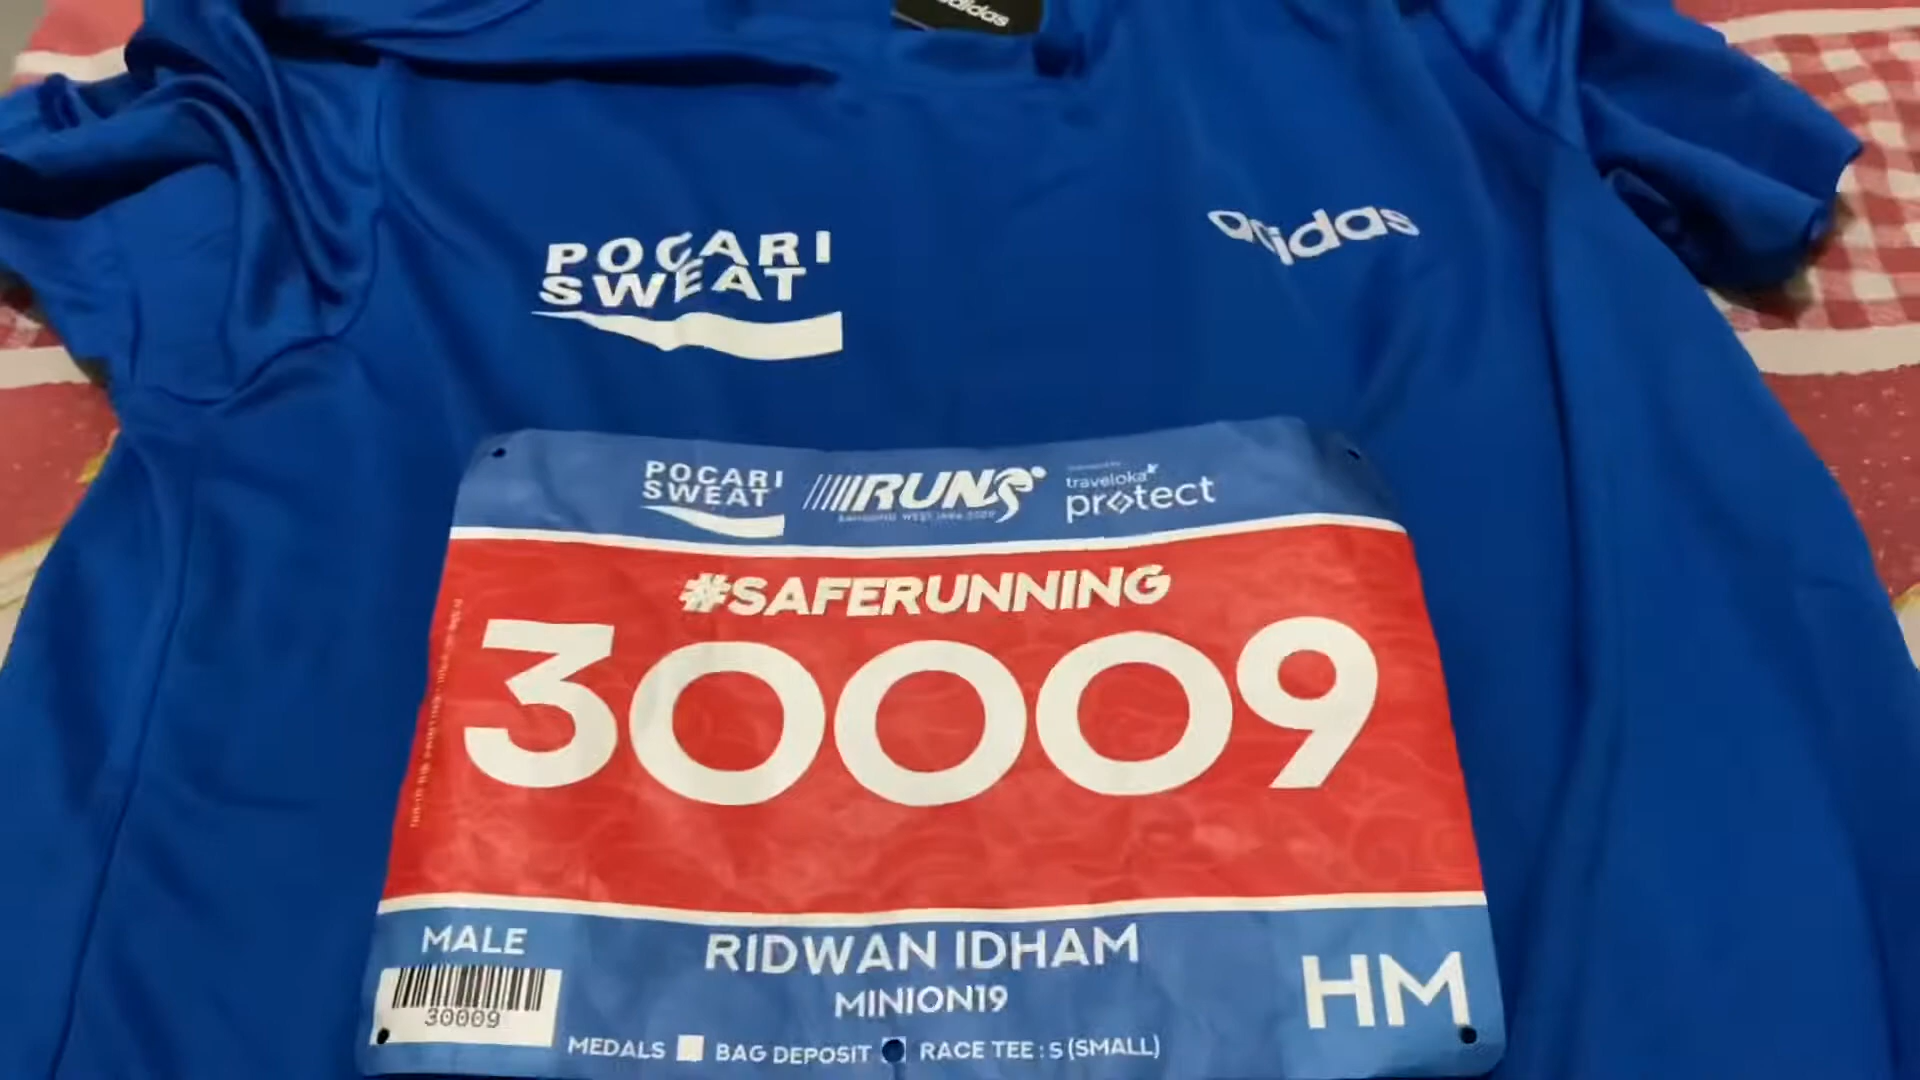 adidas
POCARI
SWEAT
adidas
POCARI
SWEAT
RUN
traveloka
protect
#SAFERUNNING
30009
MALE
30009
RIDWAN IDHAM
MINION19
HM
MEDALS BAG DEPOSIT RACE TEE : S (SMALL)